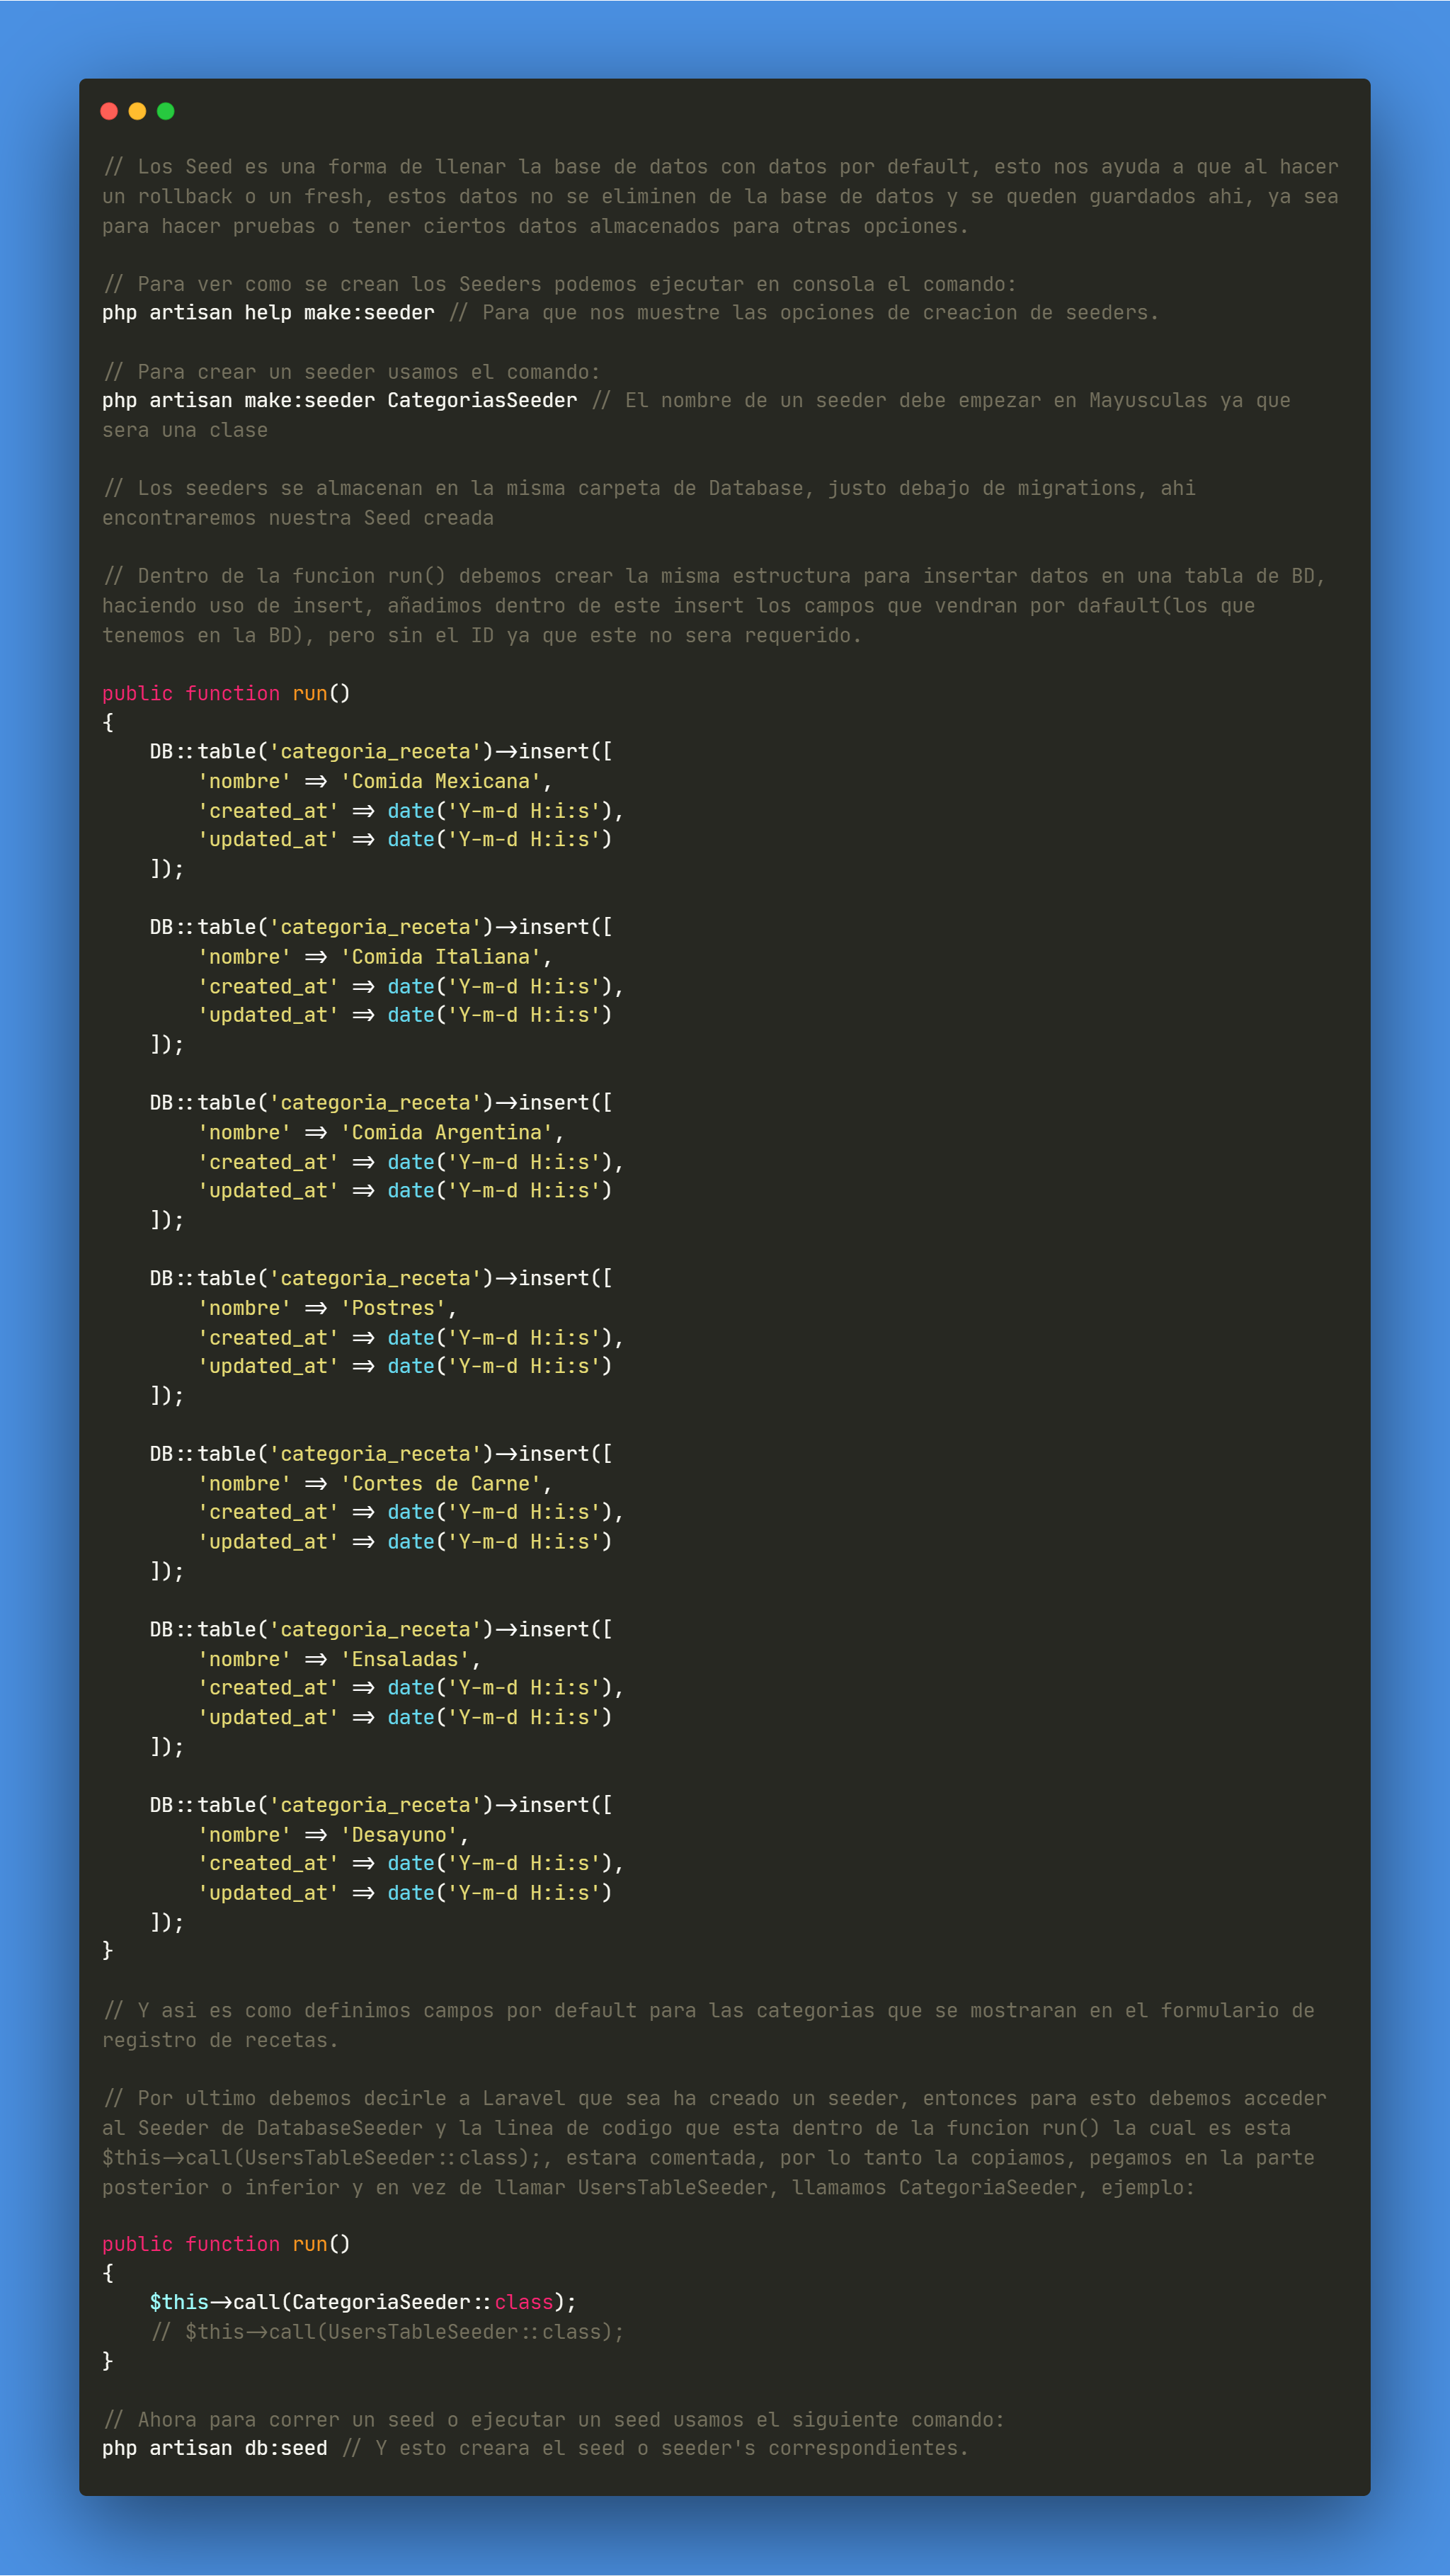 // Los Seed es una forma de llenar la base de datos con datos por default, esto nos ayuda a que al hacer
un rollback o un fresh, estos datos no se eliminen de la base de datos y se queden guardados ahi, ya sea
para hacer pruebas o tener ciertos datos almacenados para otras opciones.

// Para ver como se crean los Seeders podemos ejecutar en consola el comando:
php artisan help make:seeder // Para que nos muestre las opciones de creacion de seeders.

// Para crear un seeder usamos el comando:
php artisan make:seeder CategoriasSeeder // El nombre de un seeder debe empezar en Mayusculas ya que
sera una clase

// Los seeders se almacenan en la misma carpeta de Database, justo debajo de migrations, ahi
encontraremos nuestra Seed creada

// Dentro de la funcion run() debemos crear la misma estructura para insertar datos en una tabla de BD,
haciendo uso de insert, añadimos dentro de este insert los campos que vendran por dafault(los que
tenemos en la BD), pero sin el ID ya que este no sera requerido.

public function run()
{
    DB::table('categoria_receta')->insert([
        'nombre' => 'Comida Mexicana',
        'created_at' => date('Y-m-d H:i:s'),
        'updated_at' => date('Y-m-d H:i:s')
    ]);

    DB::table('categoria_receta')->insert([
        'nombre' => 'Comida Italiana',
        'created_at' => date('Y-m-d H:i:s'),
        'updated_at' => date('Y-m-d H:i:s')
    ]);

    DB::table('categoria_receta')->insert([
        'nombre' => 'Comida Argentina',
        'created_at' => date('Y-m-d H:i:s'),
        'updated_at' => date('Y-m-d H:i:s')
    ]);

    DB::table('categoria_receta')->insert([
        'nombre' => 'Postres',
        'created_at' => date('Y-m-d H:i:s'),
        'updated_at' => date('Y-m-d H:i:s')
    ]);

    DB::table('categoria_receta')->insert([
        'nombre' => 'Cortes de Carne',
        'created_at' => date('Y-m-d H:i:s'),
        'updated_at' => date('Y-m-d H:i:s')
    ]);

    DB::table('categoria_receta')->insert([
        'nombre' => 'Ensaladas',
        'created_at' => date('Y-m-d H:i:s'),
        'updated_at' => date('Y-m-d H:i:s')
    ]);

    DB::table('categoria_receta')->insert([
        'nombre' => 'Desayuno',
        'created_at' => date('Y-m-d H:i:s'),
        'updated_at' => date('Y-m-d H:i:s')
    ]);
}

// Y asi es como definimos campos por default para las categorias que se mostraran en el formulario de
registro de recetas.

// Por ultimo debemos decirle a Laravel que sea ha creado un seeder, entonces para esto debemos acceder
al Seeder de DatabaseSeeder y la linea de codigo que esta dentro de la funcion run() la cual es esta
$this->call(UsersTableSeeder::class);, estara comentada, por lo tanto la copiamos, pegamos en la parte
posterior o inferior y en vez de llamar UsersTableSeeder, llamamos CategoriaSeeder, ejemplo:

public function run()
{
    $this->call(CategoriaSeeder::class);
    // $this->call(UsersTableSeeder::class);
}

// Ahora para correr un seed o ejecutar un seed usamos el siguiente comando:
php artisan db:seed // Y esto creara el seed o seeder's correspondientes.